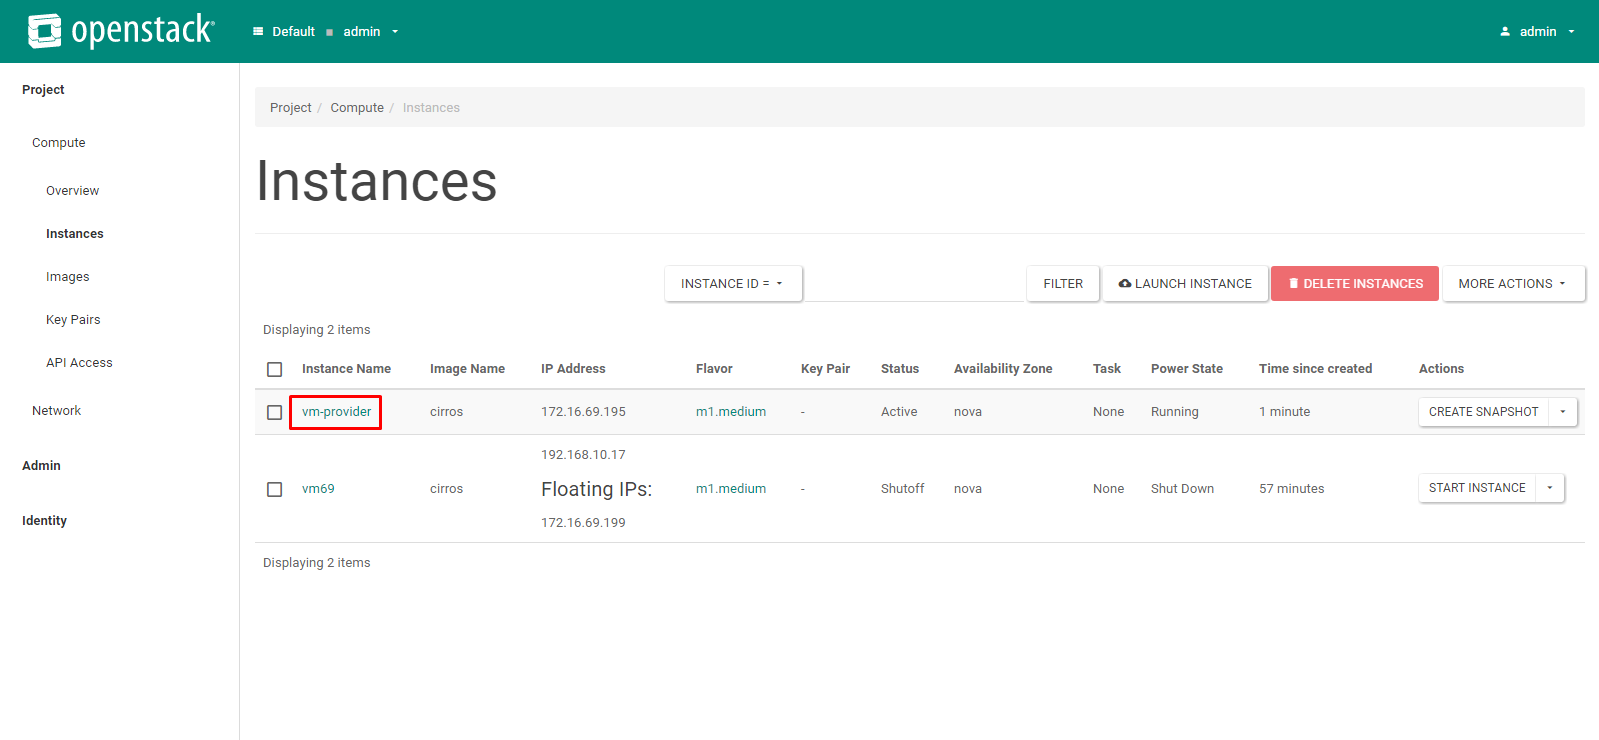 openstack
Default admin
admin
Project
Compute
Overview
Instances
Images
Key Pairs
API Access
Network
Admin
Identity
Project / Compute / Instances
Instances
INSTANCE ID =
FILTER
LAUNCH INSTANCE
DELETE INSTANCES
MORE ACTIONS
Displaying 2 items
Instance Name Image Name IP Address Flavor Key Pair Status Availability Zone Task Power State Time since created Actions
vm-provider cirros 172.16.69.195 m1.medium - Active nova None Running 1 minute CREATE SNAPSHOT
192.168.10.17
vm69 cirros Floating IPs: m1.medium - Shutoff nova None Shut Down 57 minutes START INSTANCE
172.16.69.199
Displaying 2 items